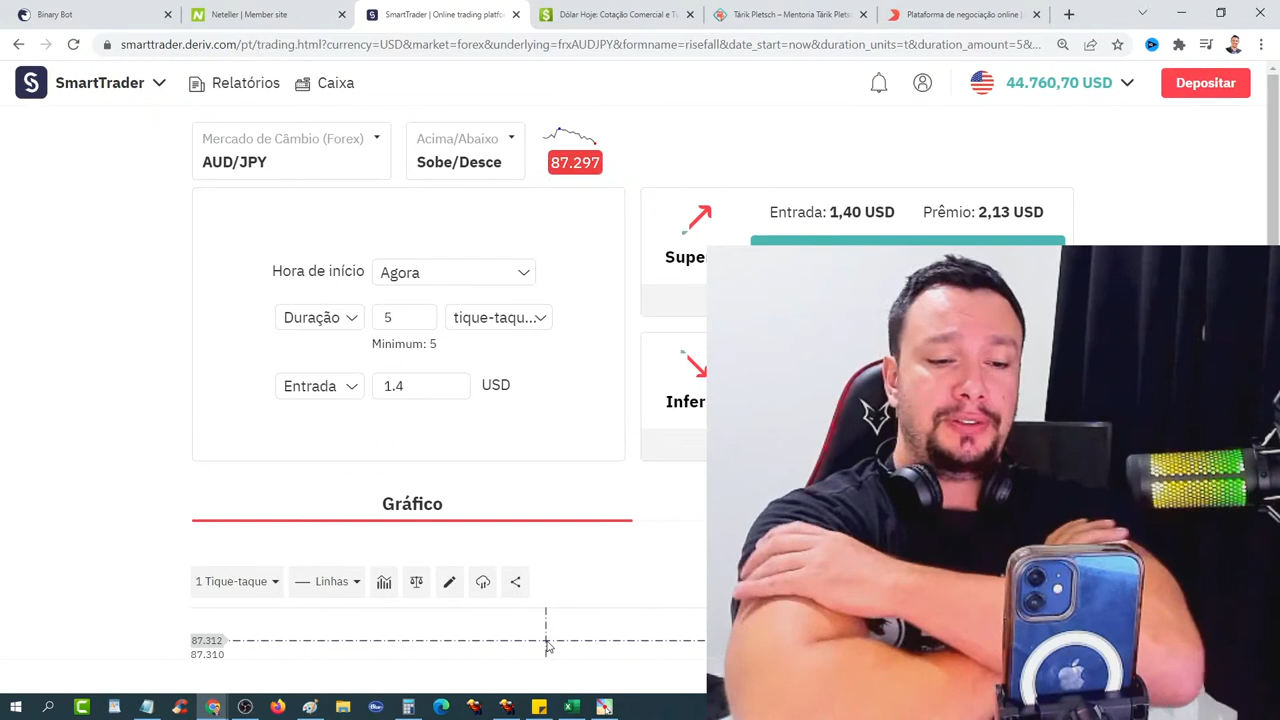 Binary Bot
Neteller | Member site
SmartTrader | Online trading platfo
Dólar Hoje: Cotação Comercial e Tu
Tárik Pletsch – Mentoria Tárik Pletsc
Plataforma de negociação online |
smarttrader.deriv.com/pt/trading.html?currency=USD&market=forex&underlying=frxAUDJPY&formname=risefall&date_start=now&duration_units=t&duration_amount=5&...
SmartTrader
Relatórios
Caixa
44.760,70 USD
Depositar
Mercado de Câmbio (Forex)
AUD/JPY
Acima/Abaixo
Sobe/Desce
87.297
Entrada: 1,40 USD
Prêmio: 2,13 USD
Hora de início
Agora
Duração
5
tique-taqu...
Minimum: 5
Entrada
1.4
USD
Supe
Infer
Gráfico
1 Tique-taque
Linhas
87.312
87.310